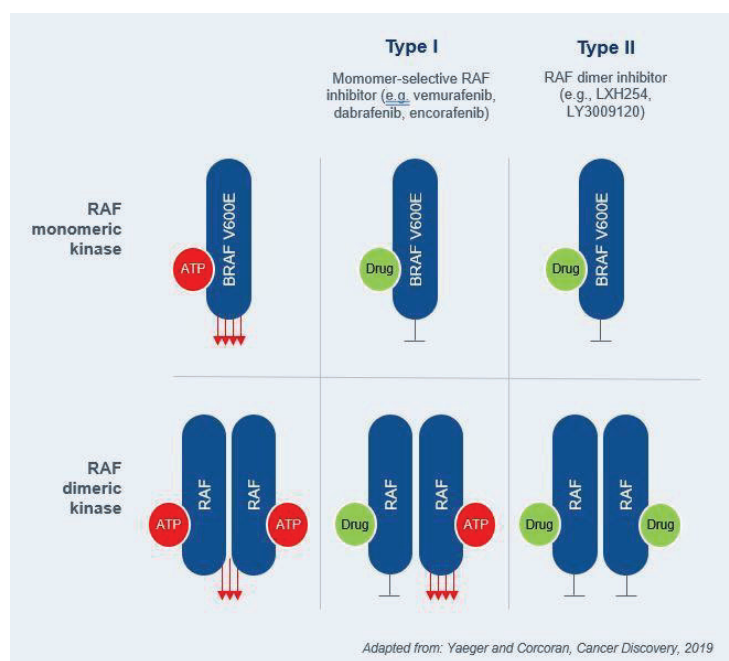 Type I
Type II
Momomer-selective RAF
inhibitor (e.g. vemurafenib,
dabrafenib, encorafenib)
RAF dimer inhibitor
(e.g., LXH254,
LY3009120)
RAF
monomeric
kinase
BRAF V600E
ATP
BRAF V600E
Drug
BRAF V600E
Drug
RAF
dimeric
kinase
ATP
RAF
RAF
ATP
Drug
RAF
RAF
ATP
Drug
RAF
RAF
Drug
Adapted from: Yaeger and Corcoran, Cancer Discovery, 2019